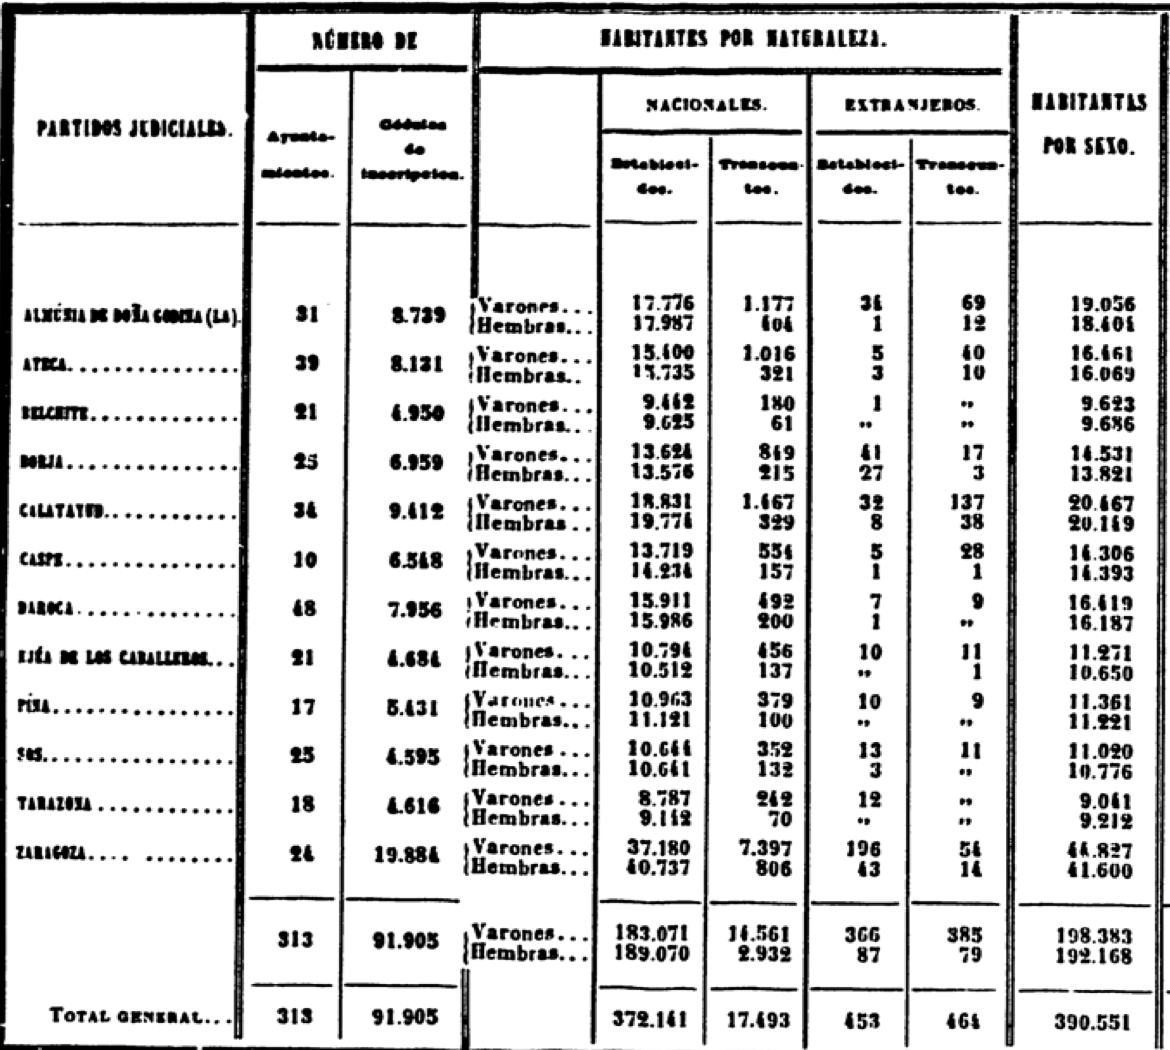 NÚMERO DE
HABITANTES POR NATURALEZA.
PARTIDOS JUDICIALES.
Ayunta-
mientos.
Cédulas
de
inscripcion.
NACIONALES.
EXTRANJEROS.
Estableci-
dos.
Transeun-
tes.
Estableci-
dos.
Transeun-
tes.
HABITANTAS
POR SEXO.
ALMÚNIA DE DOÑA GODINA (LA). 31 8.739 Varones... 17.776 1.177 34 69 19.056
Hembras... 17.987 404 1 12 18.404
ATECA.............. 39 8.131 Varones... 15.400 1.016 5 40 16.461
Hembras.. 15.735 321 3 10 16.069
BELCHITE............ 21 4.950 Varones... 9.442 180 1 ,, 9.623
Hembras... 9.625 61 ,, ,, 9.686
BORJA.............. 25 6.959 Varones... 13.624 849 41 17 14.531
Hembras... 13.576 215 27 3 13.821
CALATAYUD........... 34 9.412 Varones... 18.831 1.467 32 137 20.467
Hembras... 19.774 329 8 38 20.149
CASPE.............. 10 6.548 Varones... 13.719 554 5 28 14.306
Hembras... 14.234 157 1 1 14.393
DAROCA............. 48 7.956 Varones... 15.911 492 7 9 16.419
Hembras... 15.986 200 1 ,, 16.187
EJÉA DE LOS CABALLEROS... 21 4.684 Varones... 10.794 456 10 11 11.271
Hembras... 10.512 137 ,, 1 10.650
PINA............... 17 5.431 Varones... 10.963 379 10 9 11.361
Hembras... 11.121 100 ,, ,, 11.221
SOS................ 25 4.595 Varones... 10.644 352 13 11 11.020
Hembras... 10.641 132 3 ,, 10.776
TARAZONA ........... 18 4.616 Varones... 8.787 242 12 ,, 9.041
Hembras... 9.142 70 ,, ,, 9.212
ZARAGOZA.... ....... 24 19.884 Varones... 37.180 7.397 196 54 44.827
Hembras... 40.737 806 43 14 41.600
313 91.905 Varones... 183.071 14.561 366 385 198.383
Hembras... 189.070 2.932 87 79 192.168
TOTAL GENERAL... 313 91.905 372.141 17.493 453 464 390.551